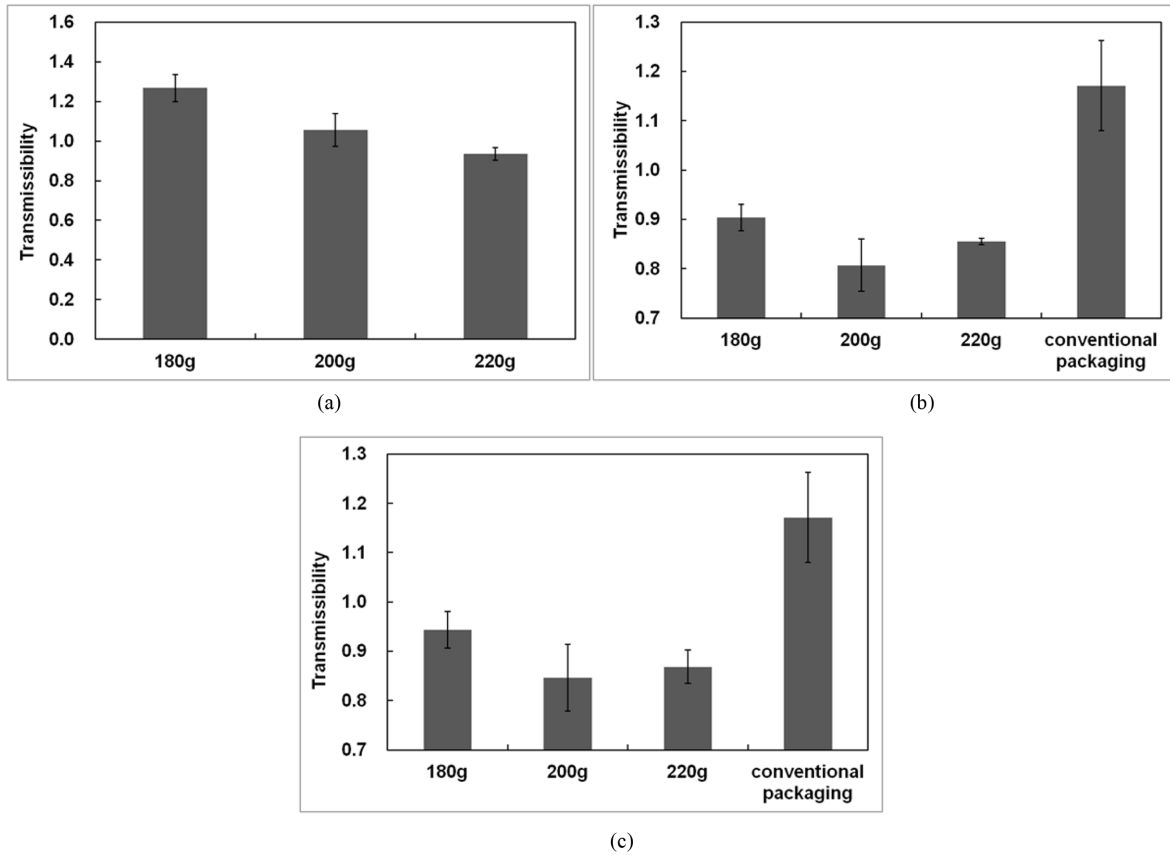 Transmissibility
1.6
1.4
1.2
1.0
0.8
0.6
0.4
0.2
0.0
180g
200g
220g
(a)
Transmissibility
1.3
1.2
1.1
1.0
0.9
0.8
0.7
180g
200g
220g
conventional
packaging
(b)
Transmissibility
1.3
1.2
1.1
1.0
0.9
0.8
0.7
180g
200g
220g
conventional
packaging
(c)